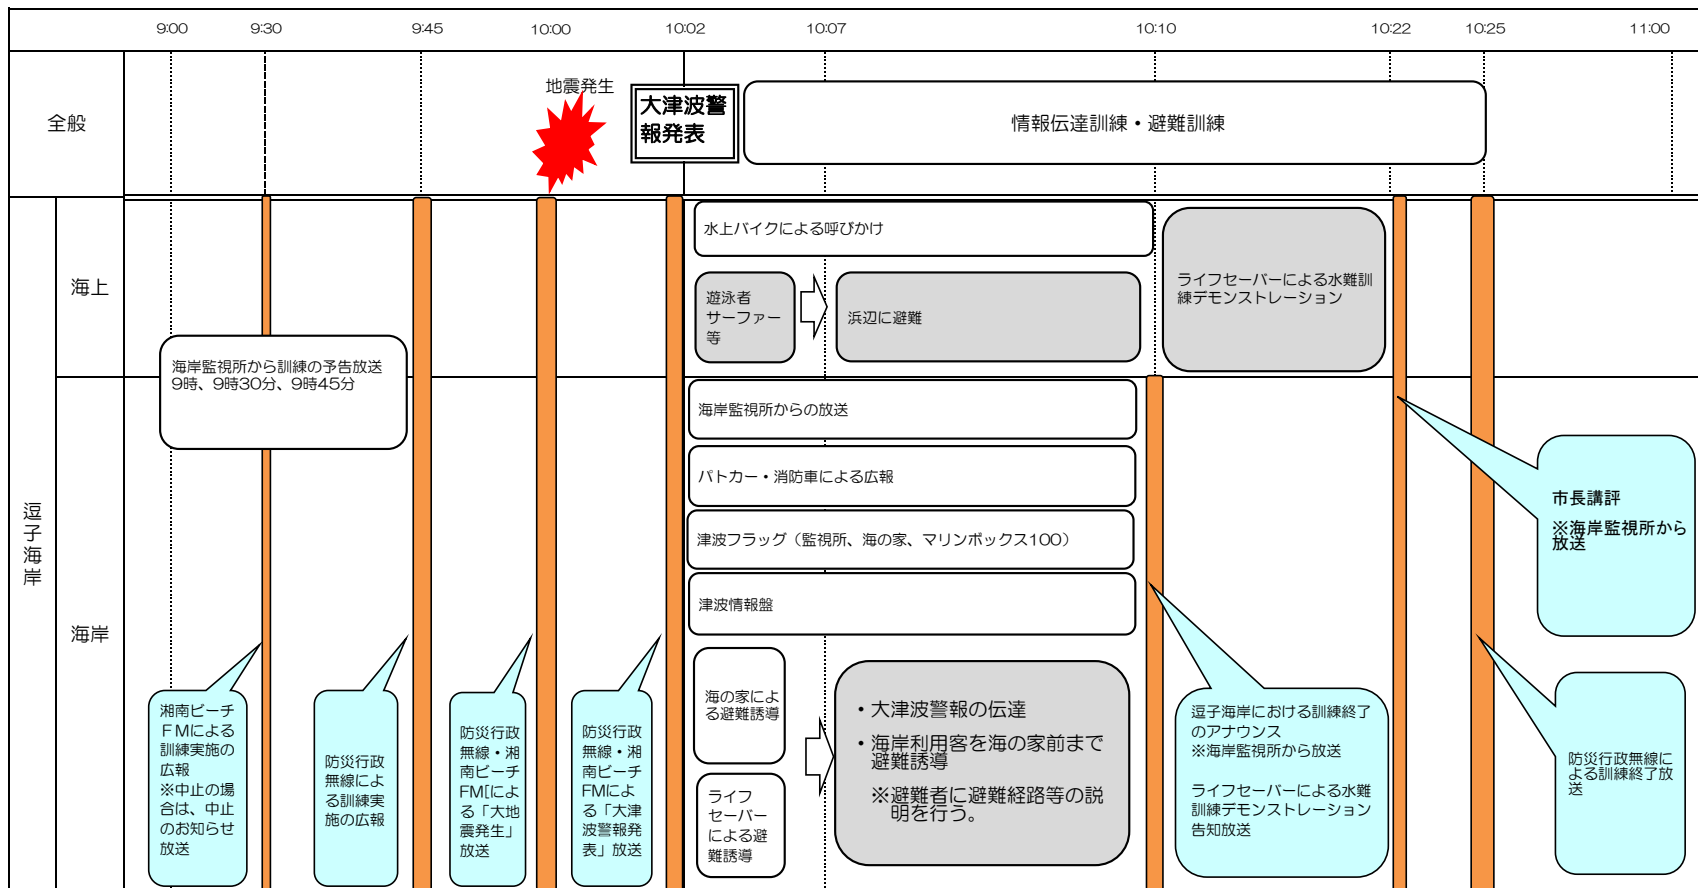 9:00
9:30
9:45
10:00
10:02
10:07
10:10
10:22
10:25
11:00
全般
地震発生
大津波警
報発表
情報伝達訓練・避難訓練
逗子海岸
海上
水上バイクによる呼びかけ
遊泳者
サーファー
等
浜辺に避難
ライフセーバーによる水難訓
練デモンストレーション
海岸監視所から訓練の予告放送
9時、9時30分、9時45分
海岸
海岸監視所からの放送
パトカー・消防車による広報
津波フラッグ（監視所、海の家、マリンボックス100）
津波情報盤
海の家によ
る避難誘導
ライフ
セーバー
による避
難誘導
・大津波警報の伝達
・海岸利用客を海の家前まで
避難誘導
※避難者に避難経路等の説
明を行う。
湘南ビーチ
ＦＭによる
訓練実施の
広報
※中止の場
合は、中止
のお知らせ
放送
防災行政
無線によ
る訓練実
施の広報
防災行政
無線・湘
南ビーチ
FM[によ
る「大地
震発生」
放送
防災行政
無線・湘
南ビーチ
FMによ
る「大津
波警報発
表」放送
逗子海岸における訓練終了
のアナウンス
※海岸監視所から放送
ライフセーバーによる水難
訓練デモンストレーション
告知放送
市長講評
※海岸監視所から
放送
防災行政無線に
よる訓練終了放
送